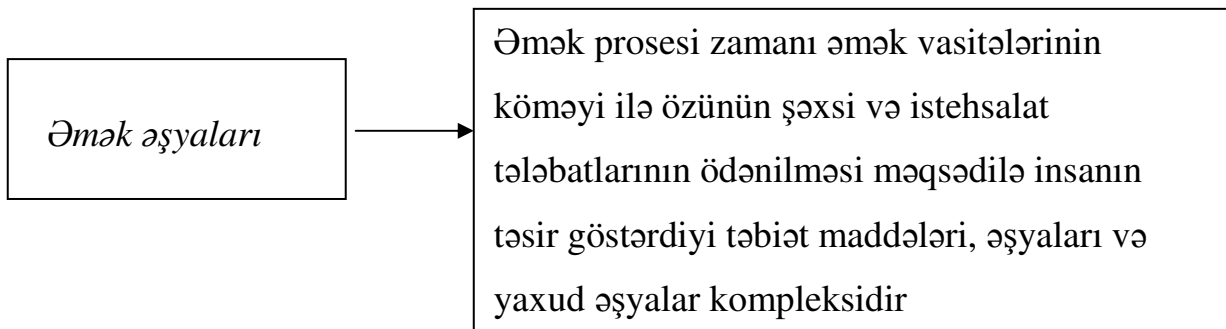 Əmək əşyaları
Əmək prosesi zamanı əmək vasitələrinin
köməyi ilə özünün şəxsi və istehsalat
tələbatlarının ödənilməsi məqsədilə insanın
təsir göstərdiyi təbiət maddələri, əşyaları və
yaxud əşyalar kompleksidir